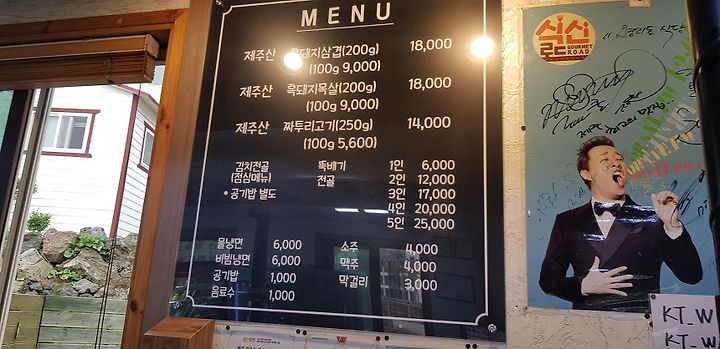 MENU
제주산 흑돼지삼겹(200g) 18,000
(100g 9,000)
제주산 흑돼지목살(200g) 18,000
(100g 9,000)
제주산 짜투리고기(250g) 14,000
(100g 5,600)
김치전골 뚝배기 1인 6,000
(점심메뉴) 전골 2인 12,000
• 공기밥 별도 3인 17,000
4인 20,000
5인 25,000
물냉면 6,000 소주 4,000
비빔냉면 6,000 맥주 4,000
공기밥 1,000 막걸리 3,000
음료수 1,000
식신
로드
GOURMET
ROAD
식당
KT_W
KT_W